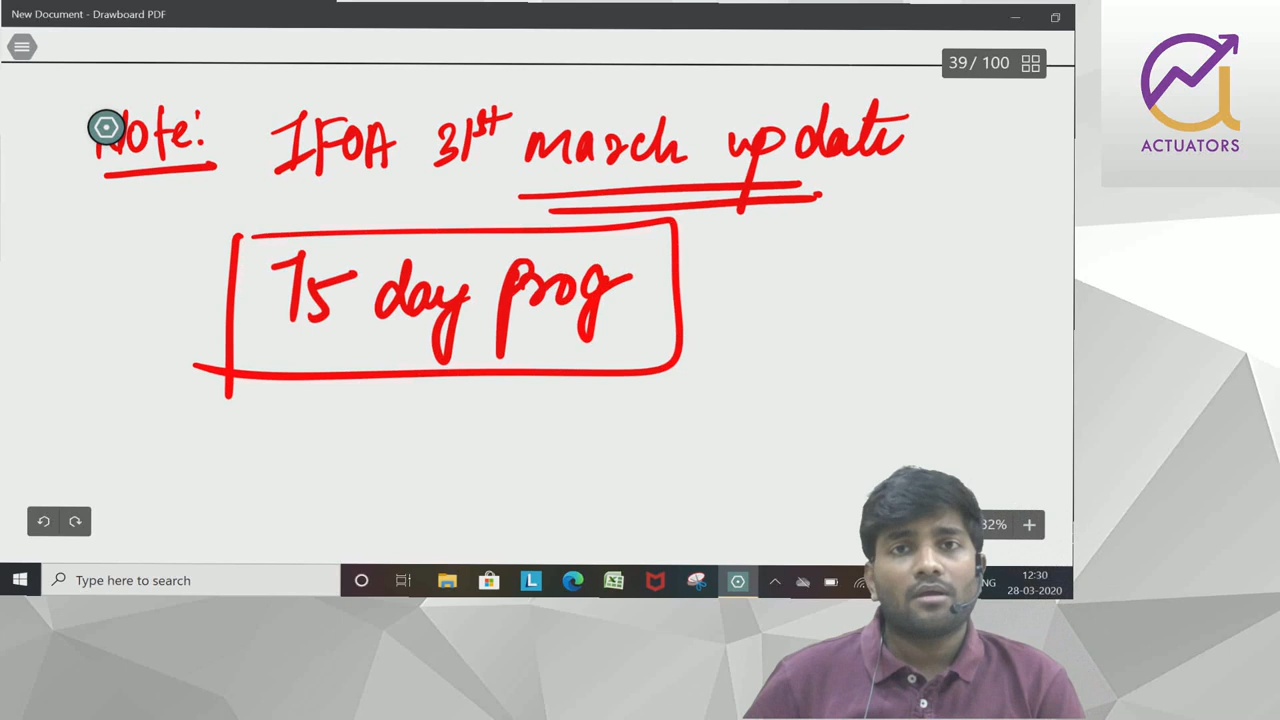 New Document - Drawboard PDF
39 / 100
Note: IFOA 31st march update
75 day prog
ACTUATORS
32%
Type here to search
L
NG
12:30
28-03-2020